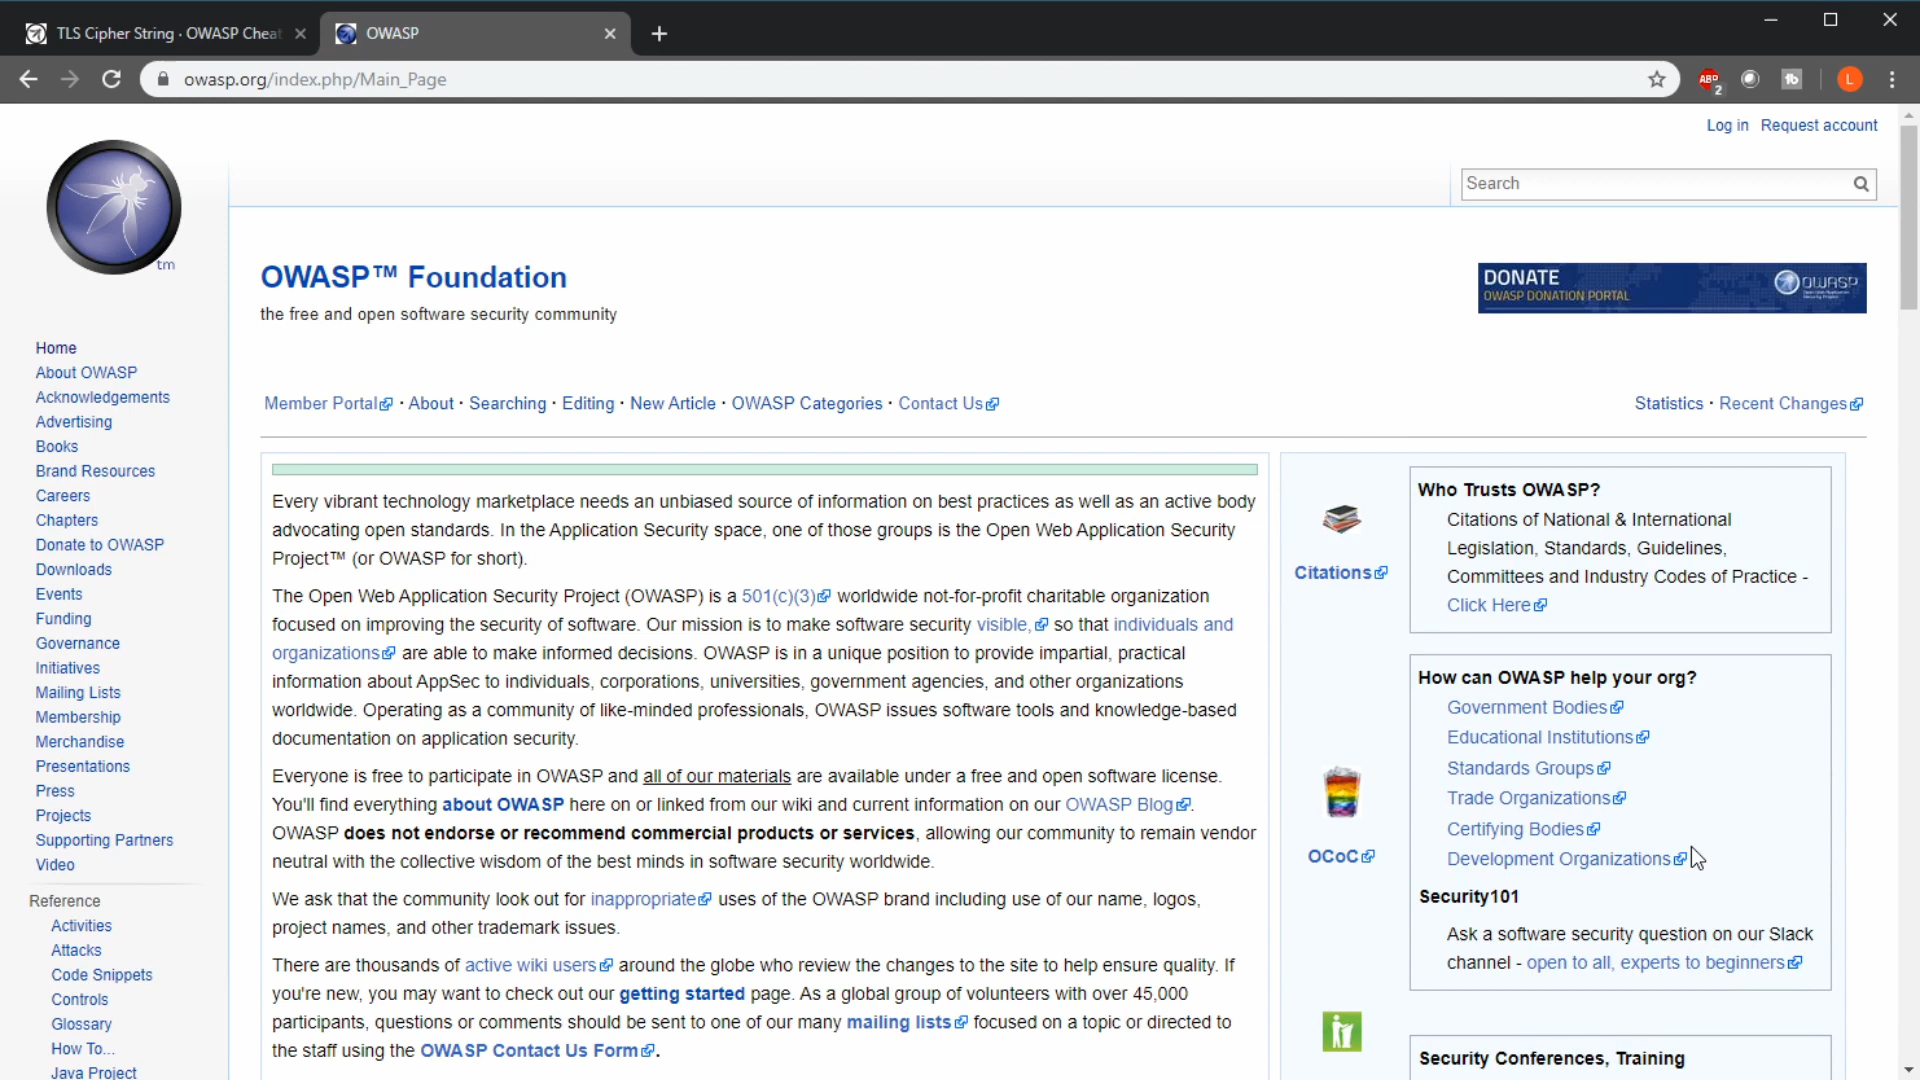 TLS Cipher String · OWASP Cheat
OWASP
owasp.org/index.php/Main_Page
ABP
2
tb
L
Log in Request account
Search
tm
OWASP™ Foundation
the free and open software security community
DONATE
OWASP DONATION PORTAL
OWASP
Member Portal · About · Searching · Editing · New Article · OWASP Categories · Contact Us
Statistics · Recent Changes
Home
About OWASP
Acknowledgements
Advertising
Books
Brand Resources
Careers
Chapters
Donate to OWASP
Downloads
Events
Funding
Governance
Initiatives
Mailing Lists
Membership
Merchandise
Presentations
Press
Projects
Supporting Partners
Video
Reference
Activities
Attacks
Code Snippets
Controls
Glossary
How To...
Java Project
Every vibrant technology marketplace needs an unbiased source of information on best practices as well as an active body
advocating open standards. In the Application Security space, one of those groups is the Open Web Application Security
Project™ (or OWASP for short).
The Open Web Application Security Project (OWASP) is a 501(c)(3) worldwide not-for-profit charitable organization
focused on improving the security of software. Our mission is to make software security visible, so that individuals and
organizations are able to make informed decisions. OWASP is in a unique position to provide impartial, practical
information about AppSec to individuals, corporations, universities, government agencies, and other organizations
worldwide. Operating as a community of like-minded professionals, OWASP issues software tools and knowledge-based
documentation on application security.
Everyone is free to participate in OWASP and all of our materials are available under a free and open software license.
You'll find everything about OWASP here on or linked from our wiki and current information on our OWASP Blog.
OWASP does not endorse or recommend commercial products or services, allowing our community to remain vendor
neutral with the collective wisdom of the best minds in software security worldwide.
We ask that the community look out for inappropriate uses of the OWASP brand including use of our name, logos,
project names, and other trademark issues.
There are thousands of active wiki users around the globe who review the changes to the site to help ensure quality. If
you're new, you may want to check out our getting started page. As a global group of volunteers with over 45,000
participants, questions or comments should be sent to one of our many mailing lists focused on a topic or directed to
the staff using the OWASP Contact Us Form.
Citations
OCoC
Who Trusts OWASP?
Citations of National & International
Legislation, Standards, Guidelines,
Committees and Industry Codes of Practice -
Click Here
How can OWASP help your org?
Government Bodies
Educational Institutions
Standards Groups
Trade Organizations
Certifying Bodies
Development Organizations
Security101
Ask a software security question on our Slack
channel - open to all, experts to beginners
Security Conferences, Training